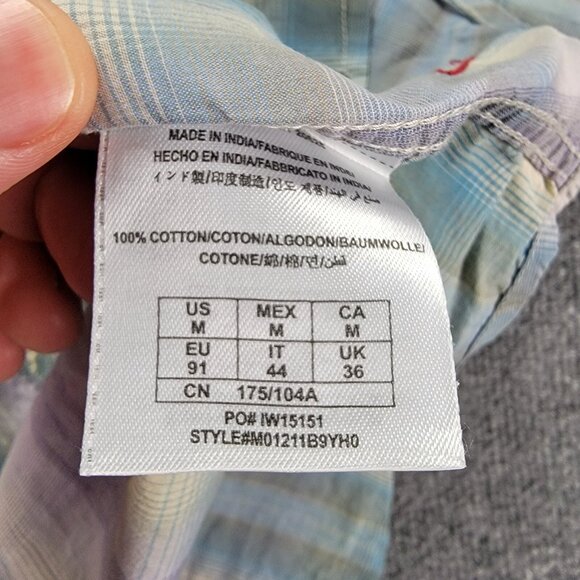 MADE IN INDIA/FABRIQUE EN INDE/
HECHO EN INDIA/FABBRICATO IN INDIA/
インド製/印度制造/인도 제품/صنع في الهند
100% COTTON/COTON/ALGODON/BAUMWOLLE/
COTONE/綿/棉/면/قطن
US MEX CA
M M M
EU IT UK
91 44 36
CN 175/104A
PO# IW15151
STYLE#M01211B9YH0